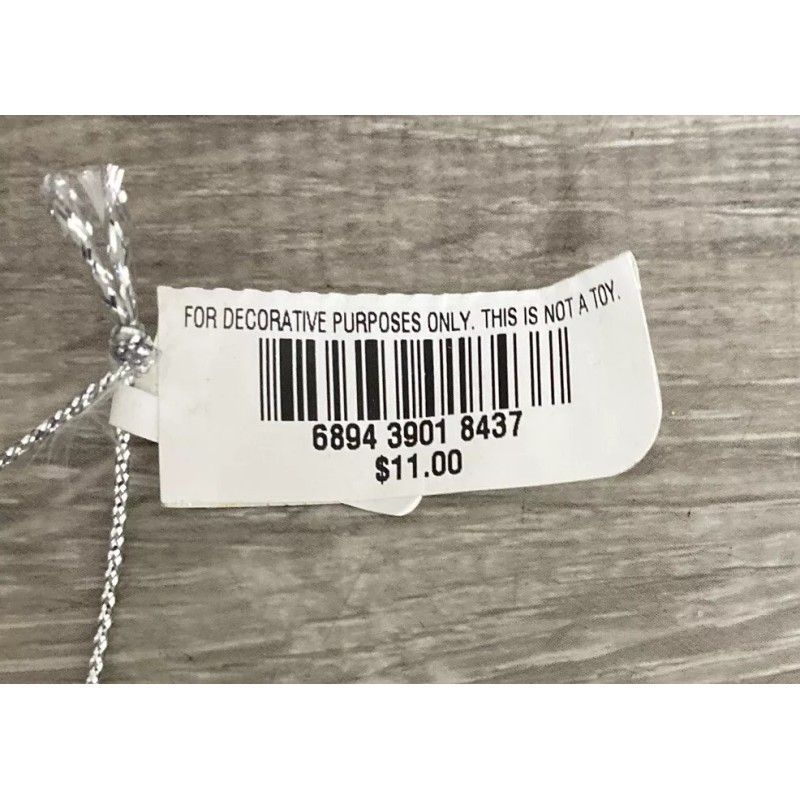 FOR DECORATIVE PURPOSES ONLY. THIS IS NOT A TOY.
6894 3901 8437
$11.00